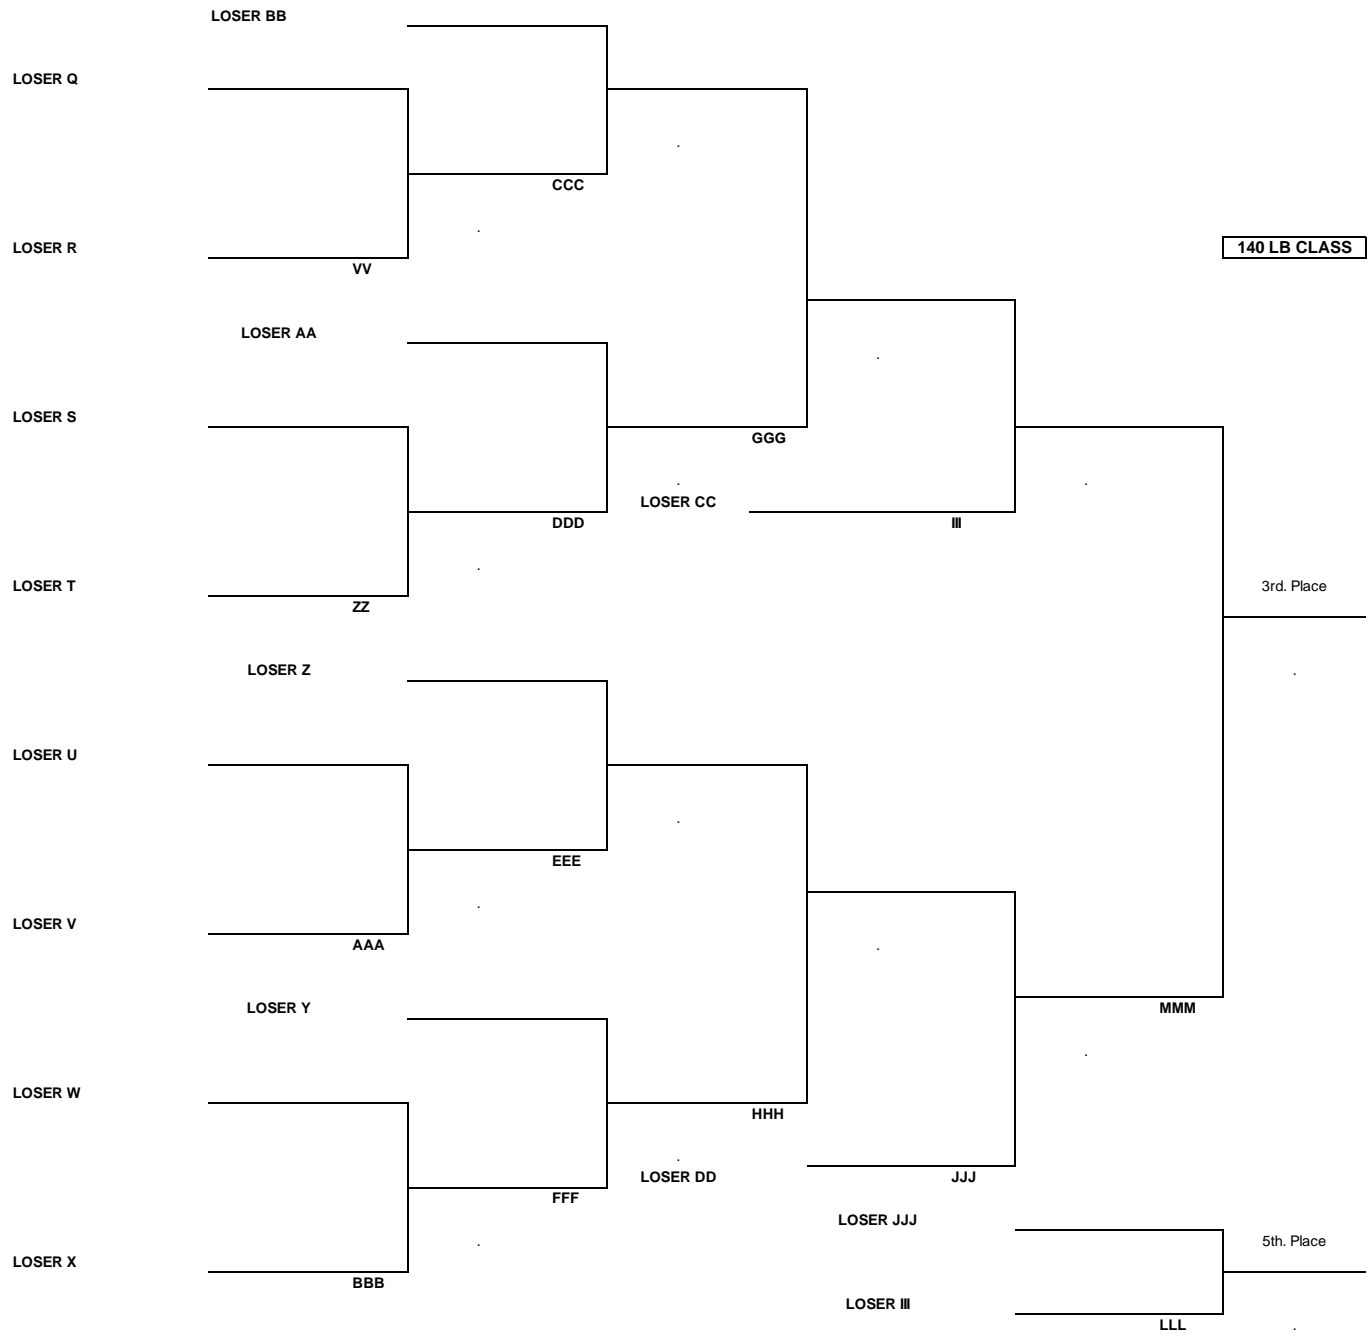 LOSER BB
LOSER Q
CCC
LOSER R
140 LB CLASS
VV
LOSER AA
LOSER S
GGG
LOSER CC
DDD
III
LOSER T
3rd. Place
ZZ
LOSER Z
LOSER U
EEE
LOSER V
AAA
LOSER Y
MMM
LOSER W
HHH
LOSER DD
JJJ
FFF
LOSER JJJ
5th. Place
LOSER X
BBB
LOSER III
LLL